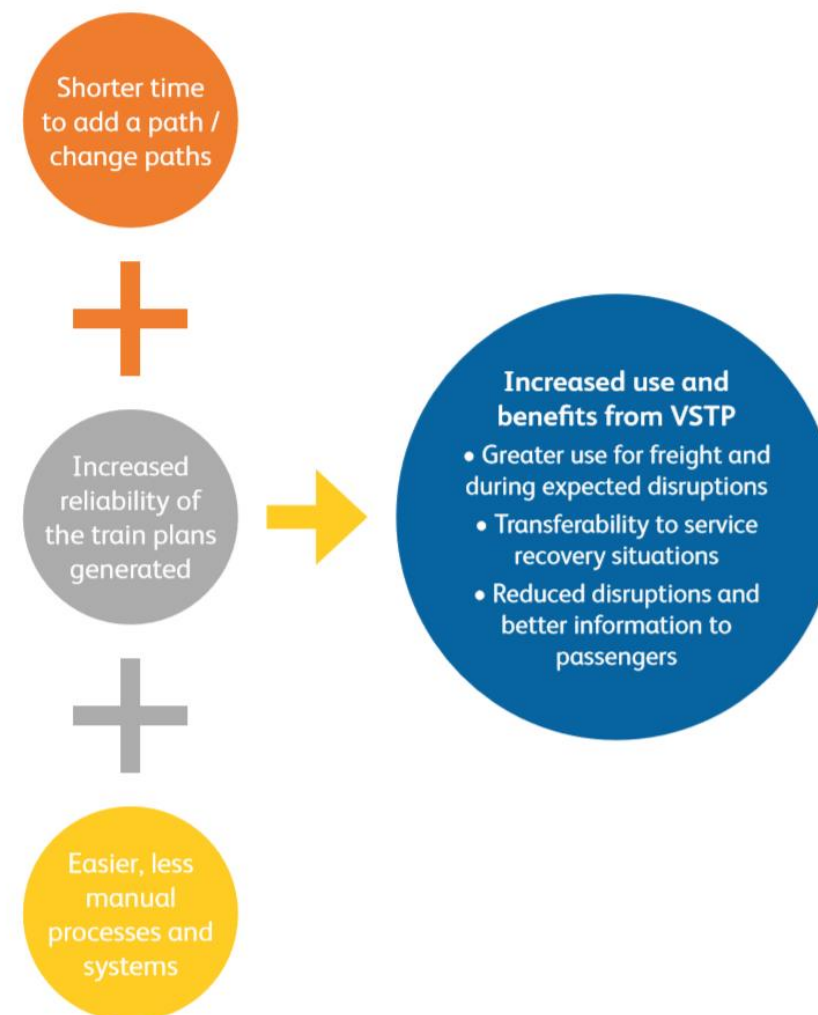 Shorter time
to add a path /
change paths
Increased
reliability of
the train plans
generated
Easier, less
manual
processes and
systems
Increased use and
benefits from VSTP
• Greater use for freight and
during expected disruptions
• Transferability to service
recovery situations
• Reduced disruptions and
better information to
passengers